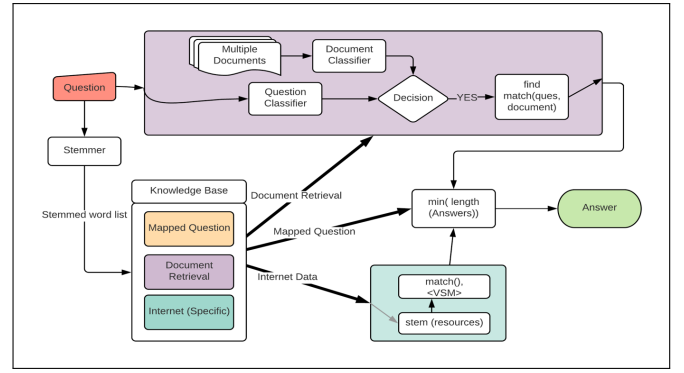 Multiple
Documents
Document
Classifier
Question
Question
Classifier
Decision
YES
find
match(ques,
document)
Stemmer
Stemmed word list
Knowledge Base
Mapped Question
Document
Retrieval
Internet (Specific)
Document Retrieval
Mapped Question
Internet Data
min( length
(Answers))
Answer
match(),
<VSM>
stem (resources)